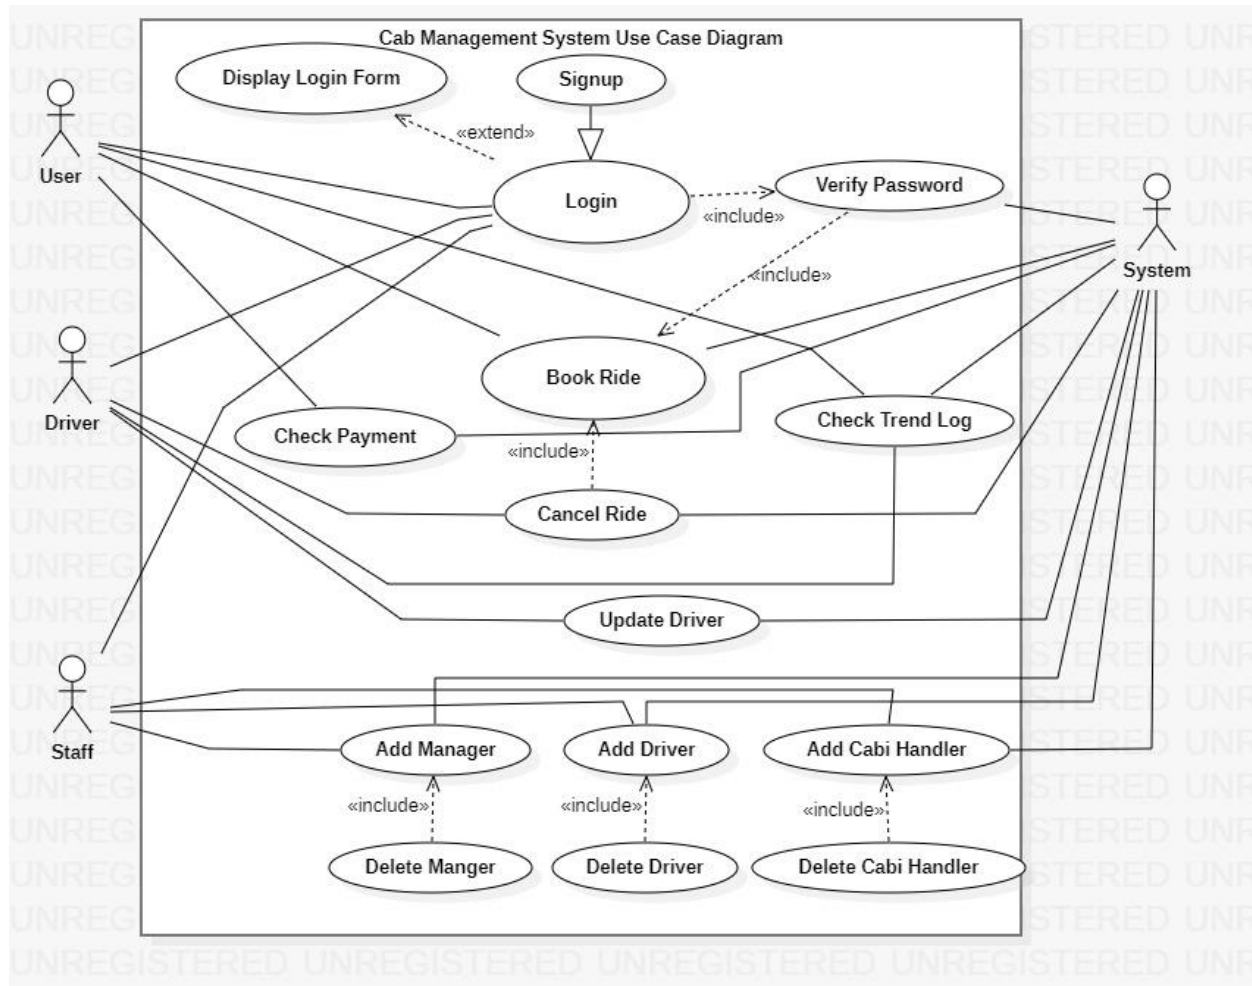 Cab Management System Use Case Diagram
Display Login Form
Signup
«extend»
User
Login
Verify Password
«include»
System
«include»
Driver
Book Ride
Check Payment
Check Trend Log
«include»
Cancel Ride
Update Driver
Staff
Add Manager
Add Driver
Add Cabi Handler
«include»
«include»
«include»
Delete Manger
Delete Driver
Delete Cabi Handler
UNREGISTERED UNREGISTERED UNREGISTERED UNREGISTERED UNR